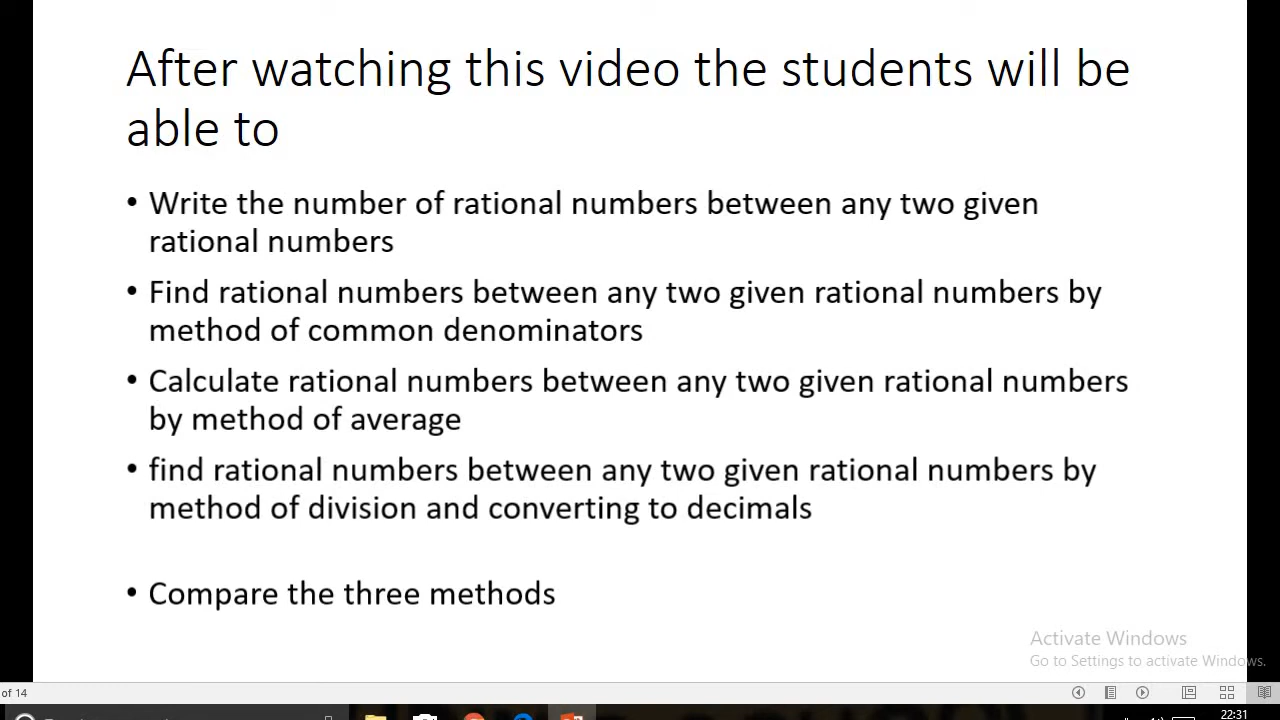 After watching this video the students will be
able to
• Write the number of rational numbers between any two given
rational numbers
• Find rational numbers between any two given rational numbers by
method of common denominators
• Calculate rational numbers between any two given rational numbers
by method of average
• find rational numbers between any two given rational numbers by
method of division and converting to decimals
• Compare the three methods
Activate Windows
Go to Settings to activate Windows.
of 14
22:31